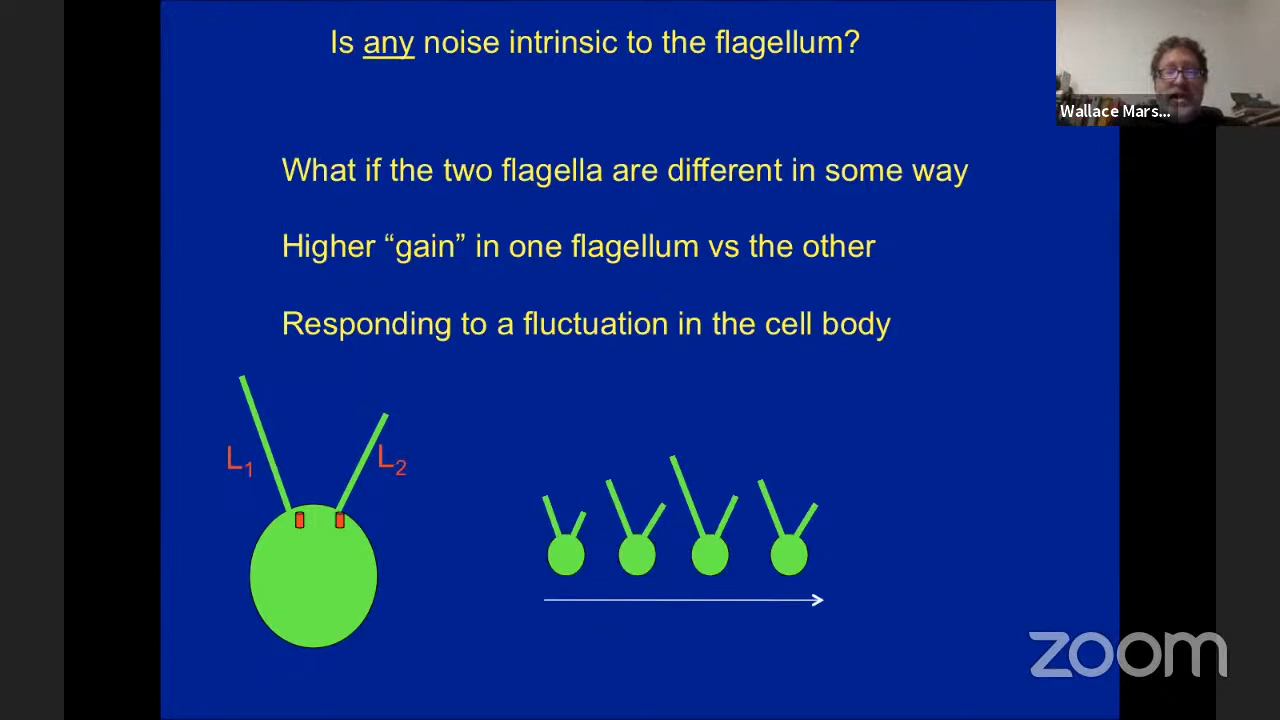 Is any noise intrinsic to the flagellum?
Wallace Mars...
What if the two flagella are different in some way
Higher “gain” in one flagellum vs the other
Responding to a fluctuation in the cell body
L1
L2
zoom